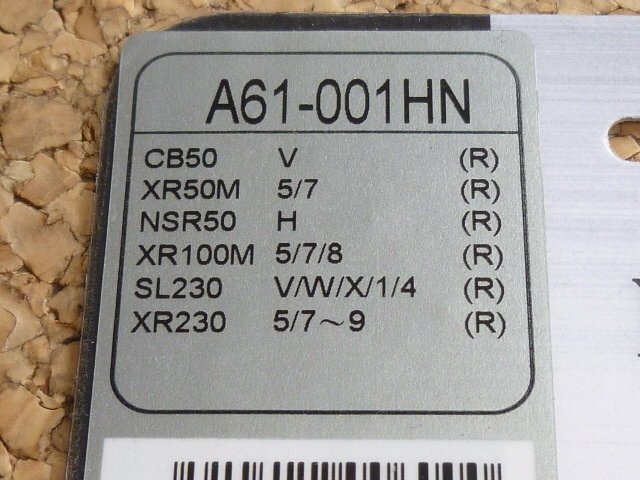 A61-001HN
CB50 V (R)
XR50M 5/7 (R)
NSR50 H (R)
XR100M 5/7/8 (R)
SL230 V/W/X/1/4 (R)
XR230 5/7～9 (R)